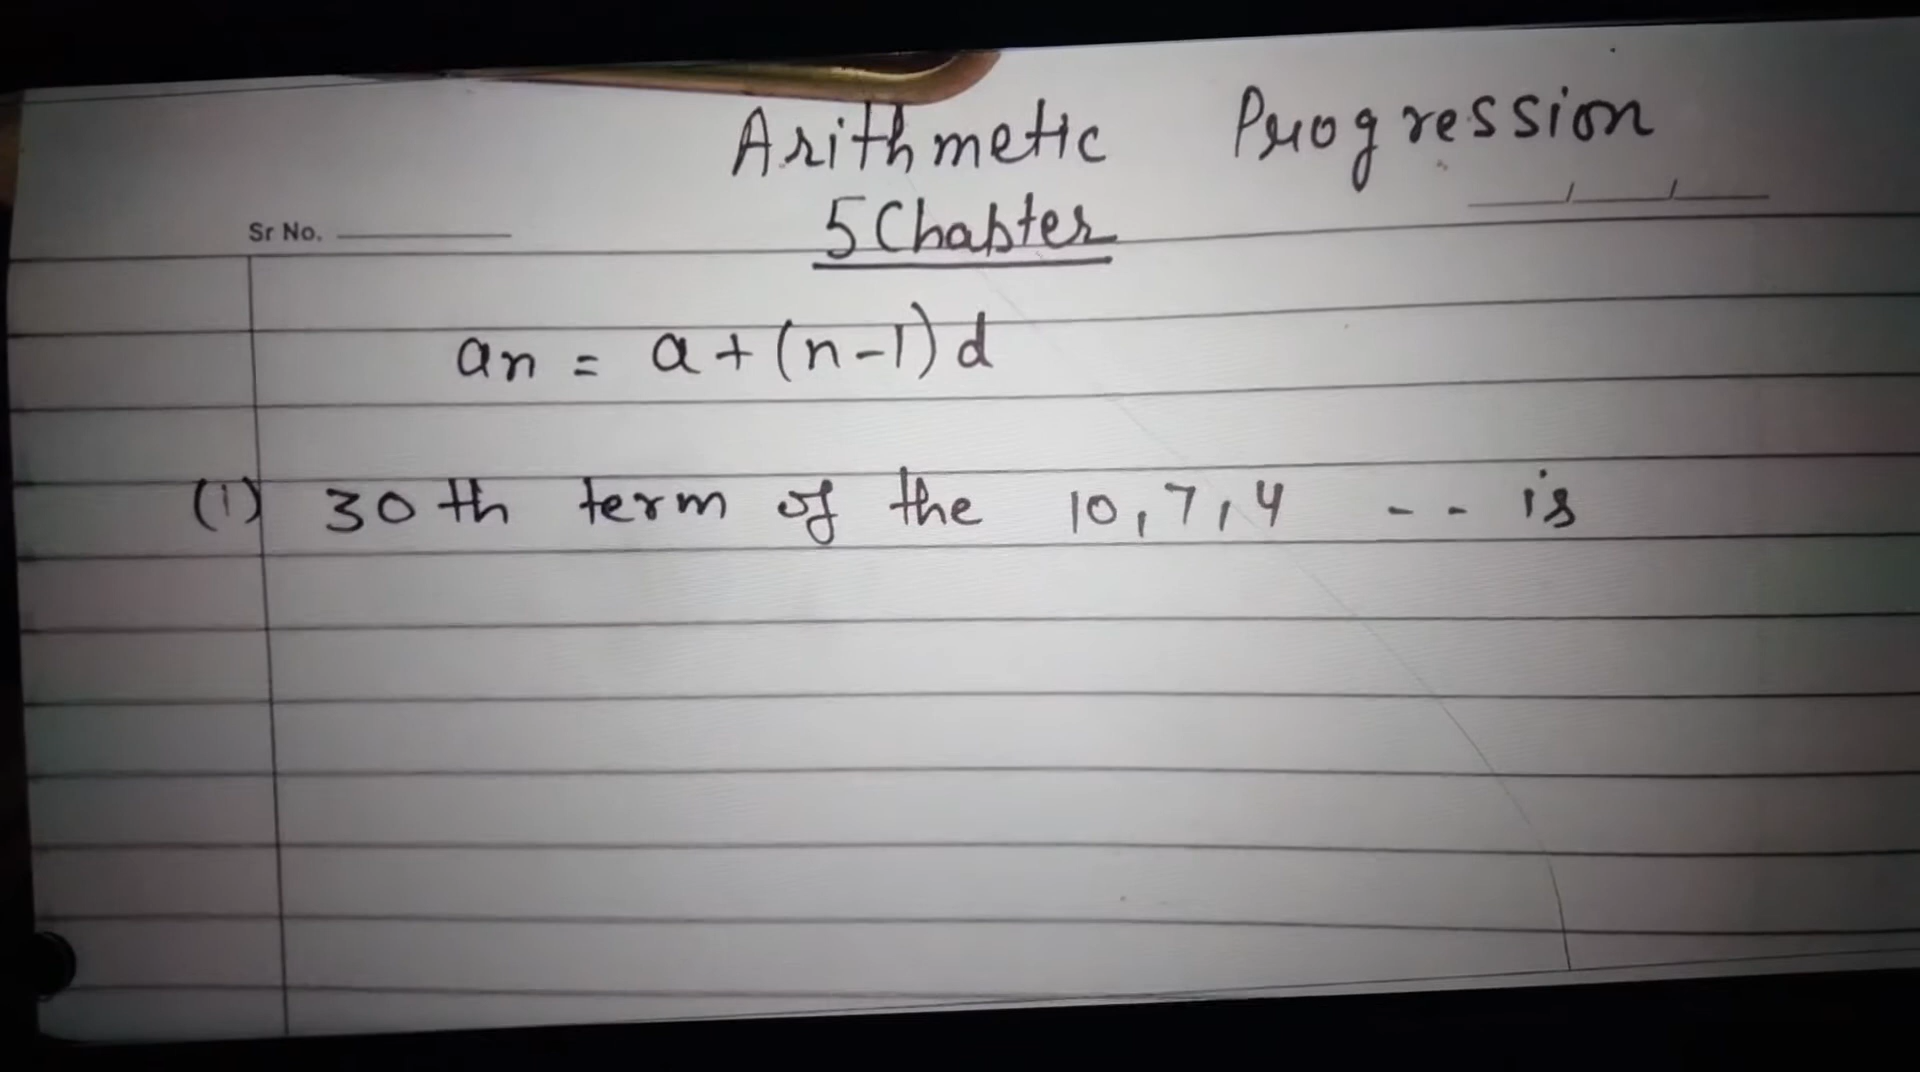 Arithmetic Progression
5 Chapter
Sr No.
an = a + (n-1) d
(1) 30th term of the 10, 7, 4 -- is